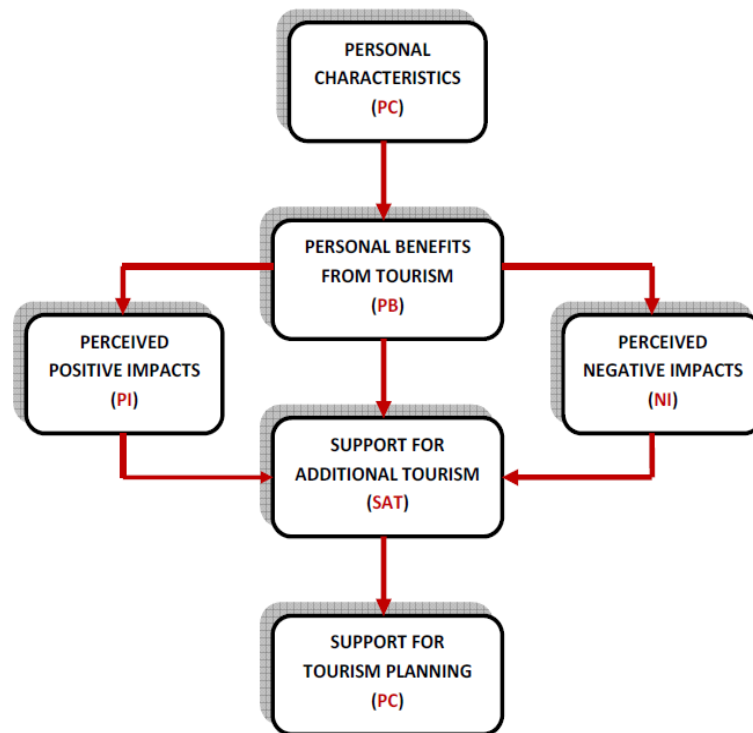 PERSONAL
CHARACTERISTICS
(PC)
PERSONAL BENEFITS
FROM TOURISM
(PB)
PERCEIVED
POSITIVE IMPACTS
(PI)
PERCEIVED
NEGATIVE IMPACTS
(NI)
SUPPORT FOR
ADDITIONAL TOURISM
(SAT)
SUPPORT FOR
TOURISM PLANNING
(PC)